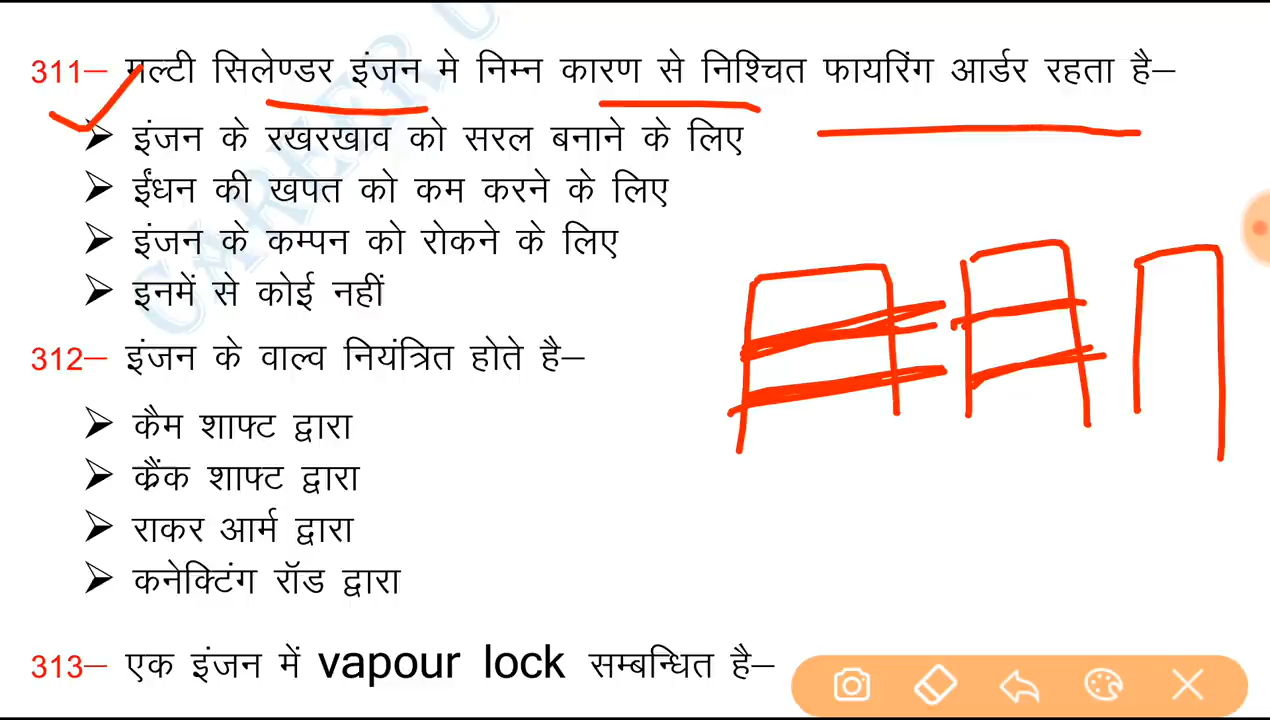 311– मल्टी सिलेण्डर इंजन मे निम्न कारण से निश्चित फायरिंग आर्डर रहता है–
➢ इंजन के रखरखाव को सरल बनाने के लिए
➢ ईंधन की खपत को कम करने के लिए
➢ इंजन के कम्पन को रोकने के लिए
➢ इनमें से कोई नहीं
312– इंजन के वाल्व नियंत्रित होते है–
➢ कैम शाफ्ट द्वारा
➢ क्रैंक शाफ्ट द्वारा
➢ राकर आर्म द्वारा
➢ कनेक्टिंग रॉड द्वारा
313– एक इंजन में vapour lock सम्बन्धित है–
CAREER